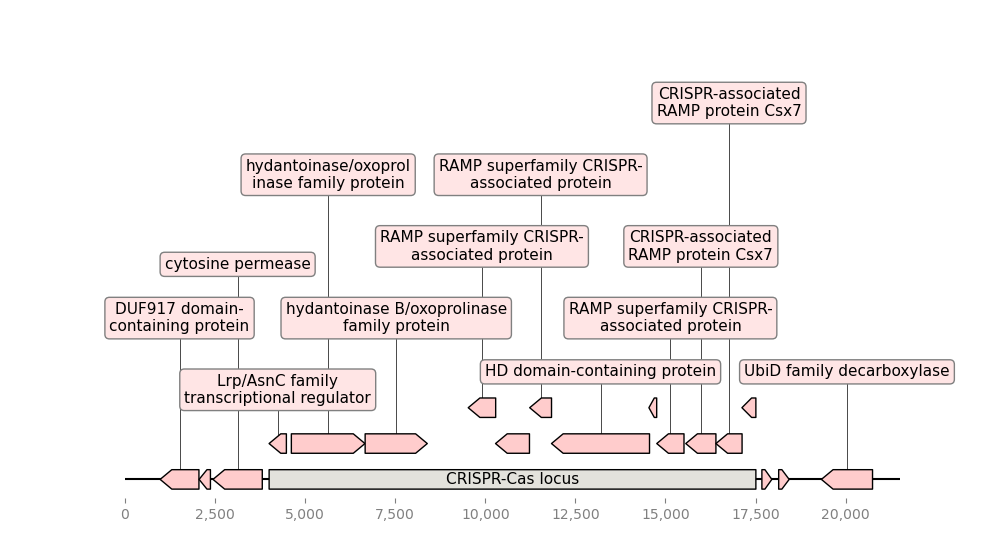 CRISPR-associated
RAMP protein Csx7
hydantoinase/oxoprol
inase family protein
RAMP superfamily CRISPR-
associated protein
RAMP superfamily CRISPR-
associated protein
CRISPR-associated
RAMP protein Csx7
cytosine permease
DUF917 domain-
containing protein
hydantoinase B/oxoprolinase
family protein
RAMP superfamily CRISPR-
associated protein
Lrp/AsnC family
transcriptional regulator
HD domain-containing protein
UbiD family decarboxylase
CRISPR-Cas locus
0
2,500
5,000
7,500
10,000
12,500
15,000
17,500
20,000